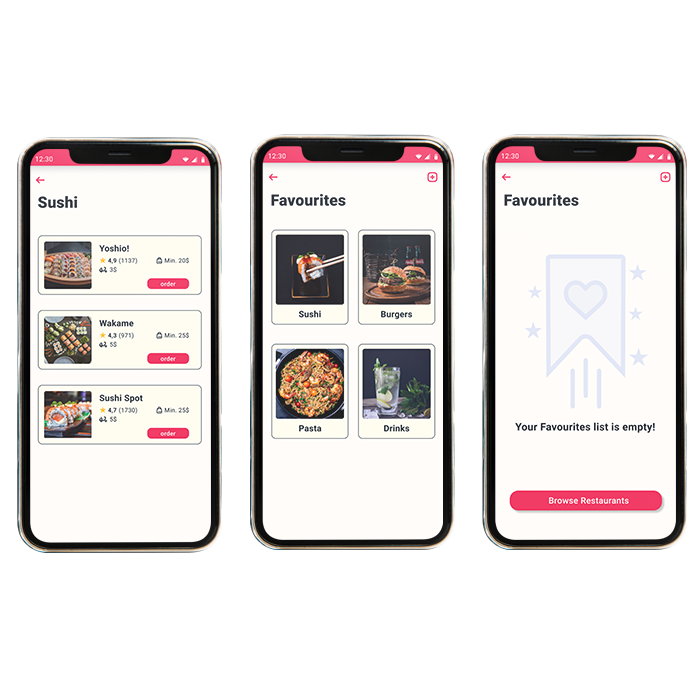 12:30
Sushi
Yoshio!
4,9 (1137)
Min. 20$
3$
order
Wakame
4,3 (971)
Min. 25$
5$
order
Sushi Spot
4,7 (1730)
Min. 25$
5$
order
12:30
Favourites
Sushi
Burgers
Pasta
Drinks
12:30
Favourites
Your Favourites list is empty!
Browse Restaurants